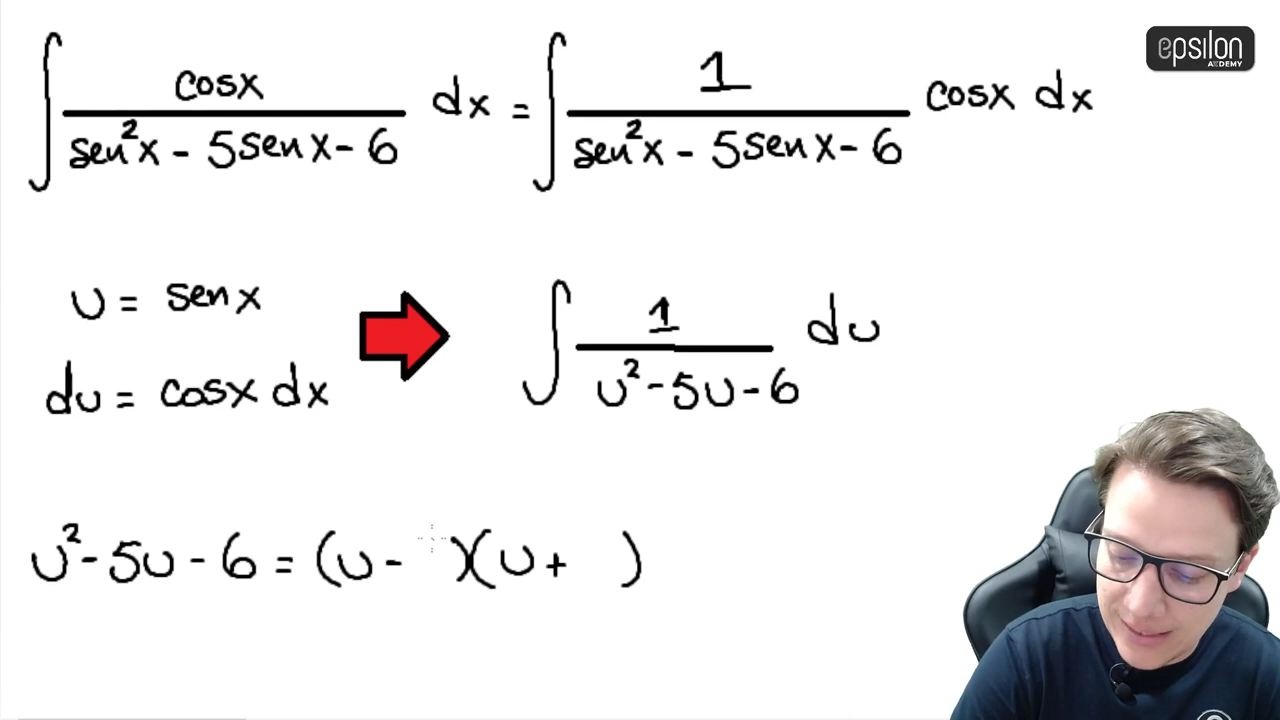 epsilon
AXDEMY
∫ cosx / (sen²x - 5senx - 6) dx = ∫ 1 / (sen²x - 5senx - 6) cosx dx
u = senx
du = cosx dx
∫ 1 / (u² - 5u - 6) du
u² - 5u - 6 = (u -   )(u +   )